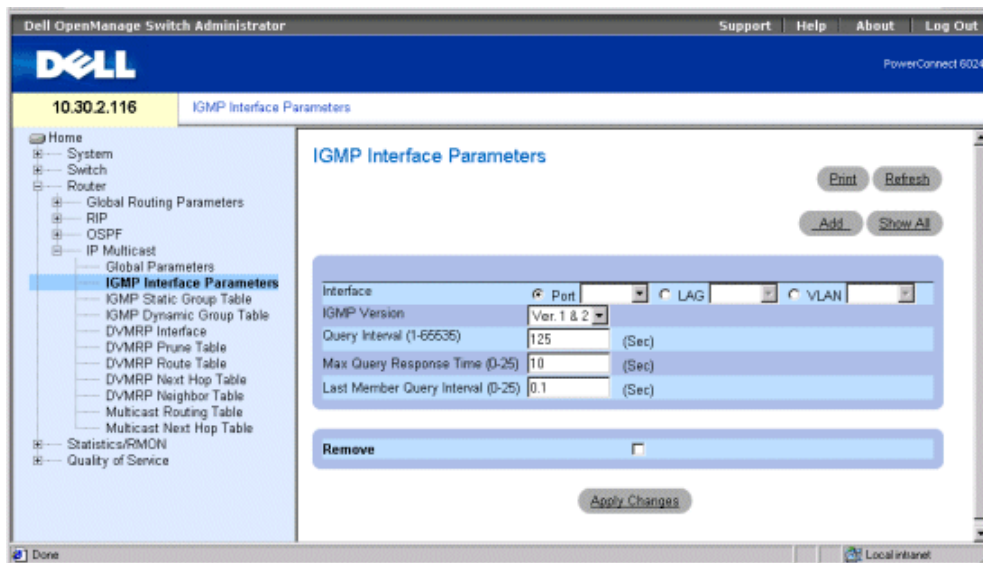 Dell OpenManage Switch Administrator
Support Help About Log Out
DELL
PowerConnect 6024
10.30.2.116
IGMP Interface Parameters
Home
System
Switch
Router
Global Routing Parameters
RIP
OSPF
IP Multicast
Global Parameters
IGMP Interface Parameters
IGMP Static Group Table
IGMP Dynamic Group Table
DVMRP Interface
DVMRP Prune Table
DVMRP Route Table
DVMRP Next Hop Table
DVMRP Neighbor Table
Multicast Routing Table
Multicast Next Hop Table
Statistics/RMON
Quality of Service
IGMP Interface Parameters
Print Refresh
Add Show All
Interface Port LAG VLAN
IGMP Version Ver. 1 & 2
Query Interval (1-65535) 125 (Sec)
Max Query Response Time (0-25) 10 (Sec)
Last Member Query Interval (0-25) 0.1 (Sec)
Remove
Apply Changes
Done
Local intranet